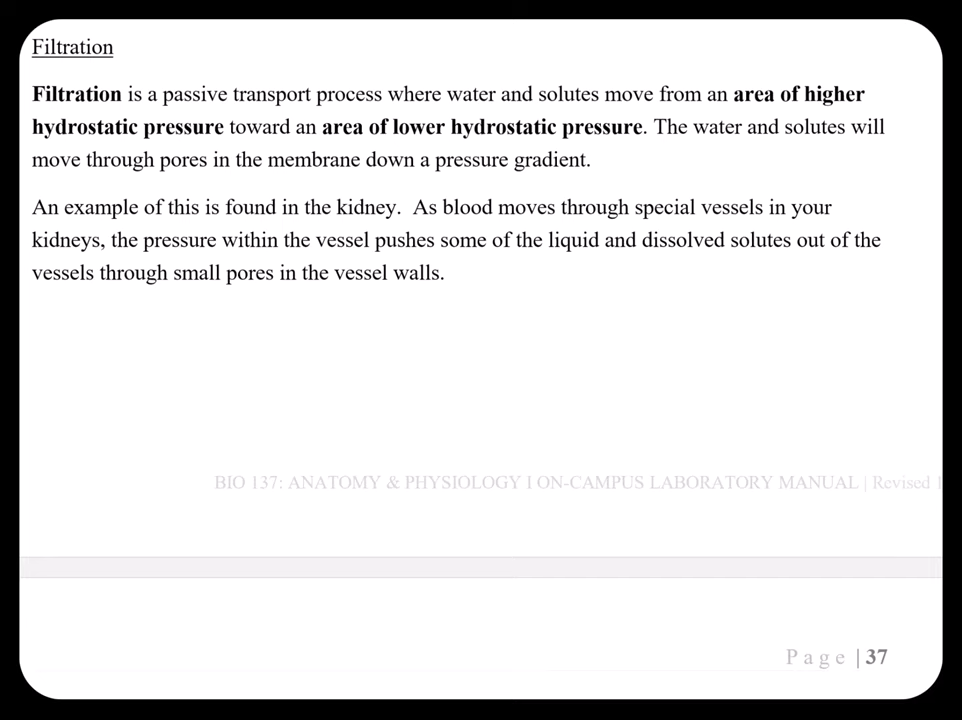 Filtration
Filtration is a passive transport process where water and solutes move from an area of higher
hydrostatic pressure toward an area of lower hydrostatic pressure. The water and solutes will
move through pores in the membrane down a pressure gradient.
An example of this is found in the kidney.  As blood moves through special vessels in your
kidneys, the pressure within the vessel pushes some of the liquid and dissolved solutes out of the
vessels through small pores in the vessel walls.
BIO 137: ANATOMY & PHYSIOLOGY I ON-CAMPUS LABORATORY MANUAL | Revised
Page | 37